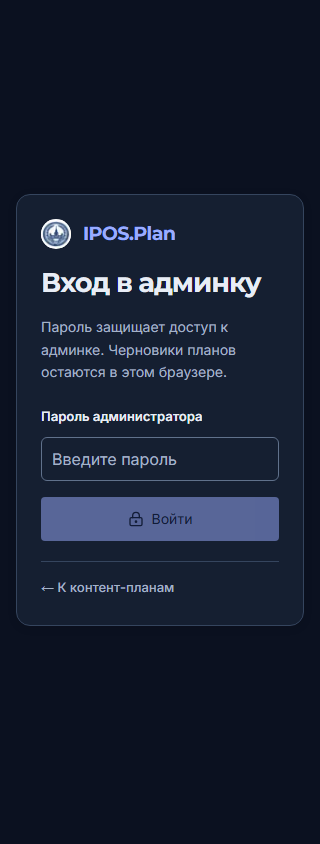 IPOS.Plan
Вход в админку
Пароль защищает доступ к
админке. Черновики планов
остаются в этом браузере.
Пароль администратора
Введите пароль
Войти
← К контент-планам